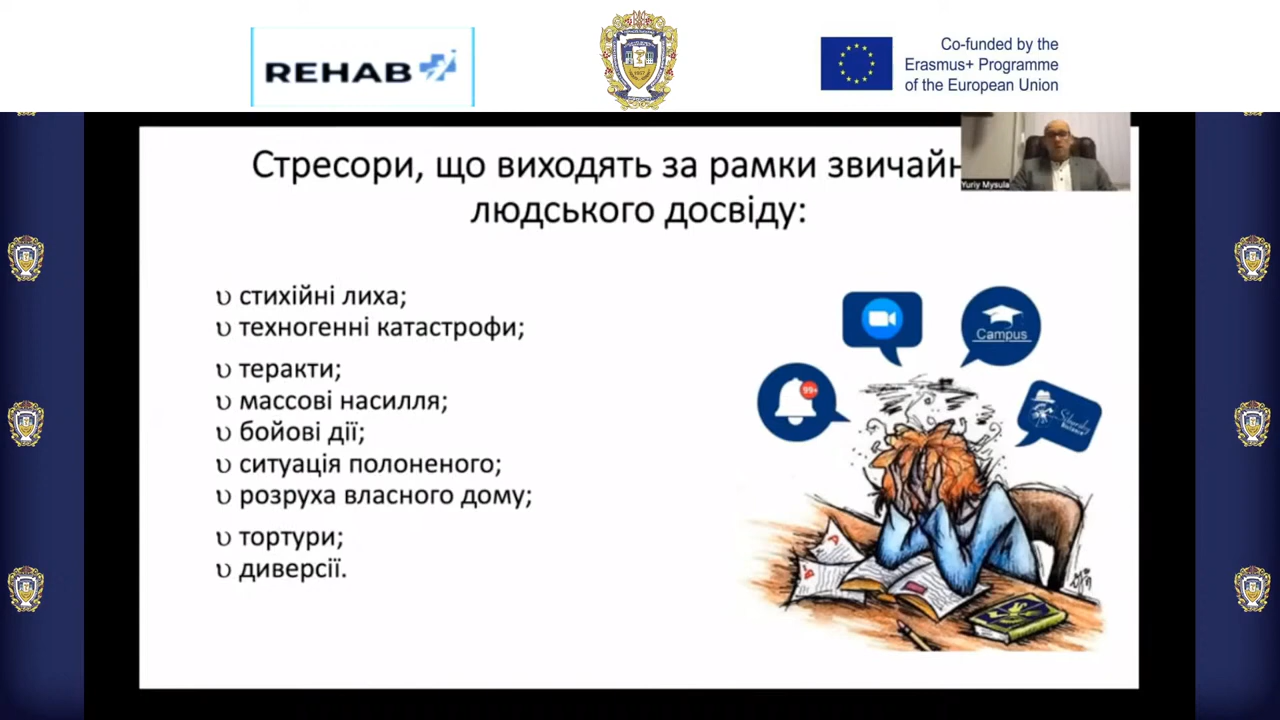 REHAB
Co-funded by the
Erasmus+ Programme
of the European Union
Стресори, що виходять за рамки звичайн
людського досвіду:
Yuriy Mysula
υ стихійні лиха;
υ техногенні катастрофи;
υ теракти;
υ массові насилля;
υ бойові дії;
υ ситуація полоненого;
υ розруха власного дому;
υ тортури;
υ диверсії.
Campus
99+